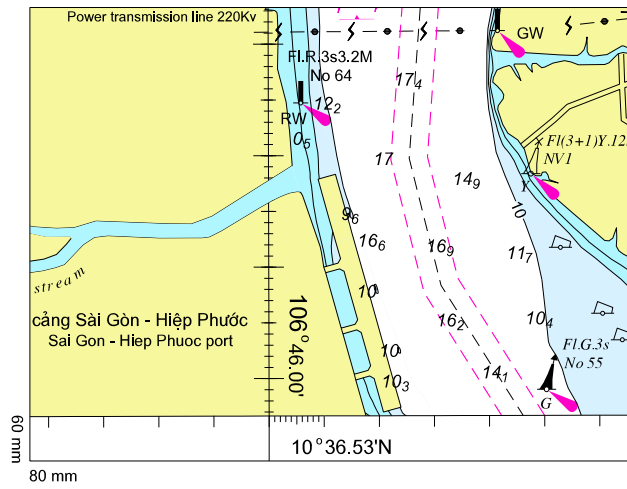 Power transmission line 220Kv
GW
Fl.R.3s3.2M
No 64
17₄
12₂
RW
0₅
Fl(3+1)Y.12
NV1
17
14₉
Y
10
9₆
16₆
16₉
11₇
stream
10
cảng Sài Gòn - Hiệp Phước
Sai Gon - Hiep Phuoc port
106°46.00'
16₂
10₄
Fl.G.3s
No 55
10
14₁
10₃
G
10°36.53'N
60 mm
80 mm